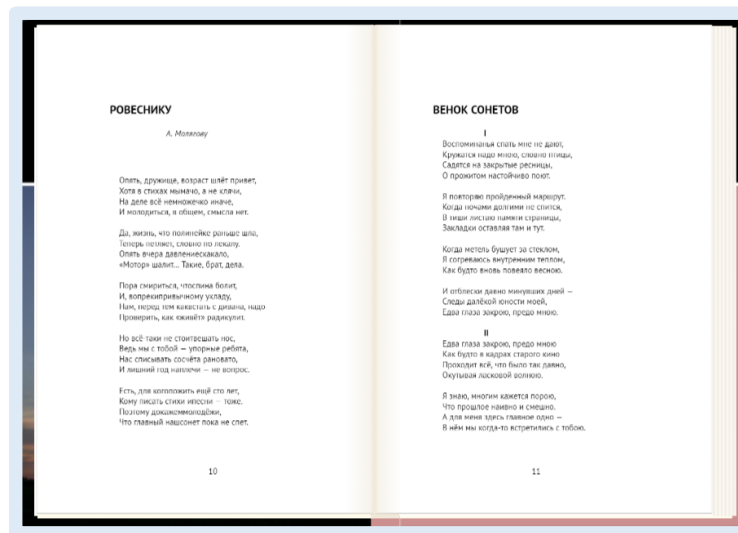 РОВЕСНИКУ
А. Молягову
Опять, дружище, возраст шлёт привет,
Хотя в стихах мы мачо, а не клячи,
На деле всё немножечко иначе,
И молодиться, в общем, смысла нет.
Да, жизнь, что по линейке раньше шла,
Теперь петляет, словно по лекалу.
Опять вчера давлениескакало,
«Мотор» шалит... Такие, брат, дела.
Пора смириться, чтоспина болит,
И, вопрекипривычному укладу,
Нам, перед тем каквстать с дивана, надо
Проверить, как «живёт» радикулит.
Но всё-таки не стоитвешать нос,
Ведь мы с тобой – упорные ребята,
Нас списывать сосчёта рановато,
И лишний год наплечи – не вопрос.
Есть, для когопожить ещё сто лет,
Кому писать стихи ипесни – тоже.
Поэтому докажеммолодёжи,
Что главный нашсонет пока не спет.
10
ВЕНОК СОНЕТОВ
I
Воспоминанья спать мне не дают,
Кружатся надо мною, словно птицы,
Садятся на закрытые ресницы,
О прожитом настойчиво поют.
Я повторяю пройденный маршрут.
Когда ночами долгими не спится,
В тиши листаю памяти страницы,
Закладки оставляя там и тут.
Когда метель бушует за стеклом,
Я согреваюсь внутренним теплом,
Как будто вновь повеяло весною.
И отблески давно минувших дней –
Следы далёкой юности моей,
Едва глаза закрою, предо мною.
II
Едва глаза закрою, предо мною
Как будто в кадрах старого кино
Проходит всё, что было так давно,
Окутывая ласковой волною.
Я знаю, многим кажется порою,
Что прошлое наивно и смешно.
А для меня здесь главное одно –
В нём мы когда-то встретились с тобою.
11